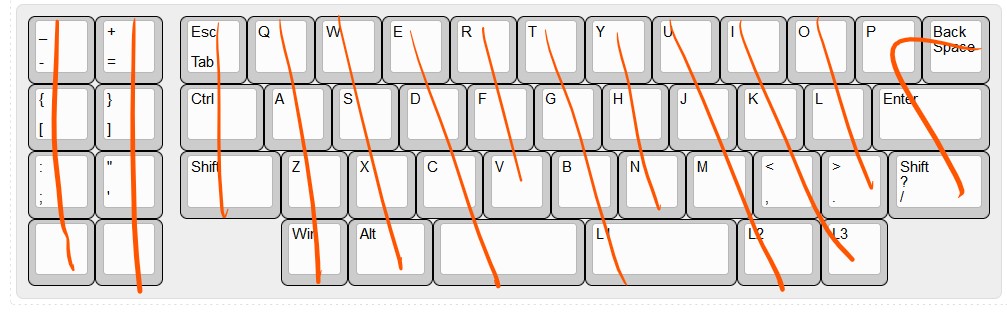 _ + Esc Q W E R T Y U I O P Back
- = Tab Space
{ } Ctrl A S D F G H J K L Enter
[ ]
: " Shift Z X C V B N M < > Shift
?
; ' , . /
Win Alt L1 L2 L3